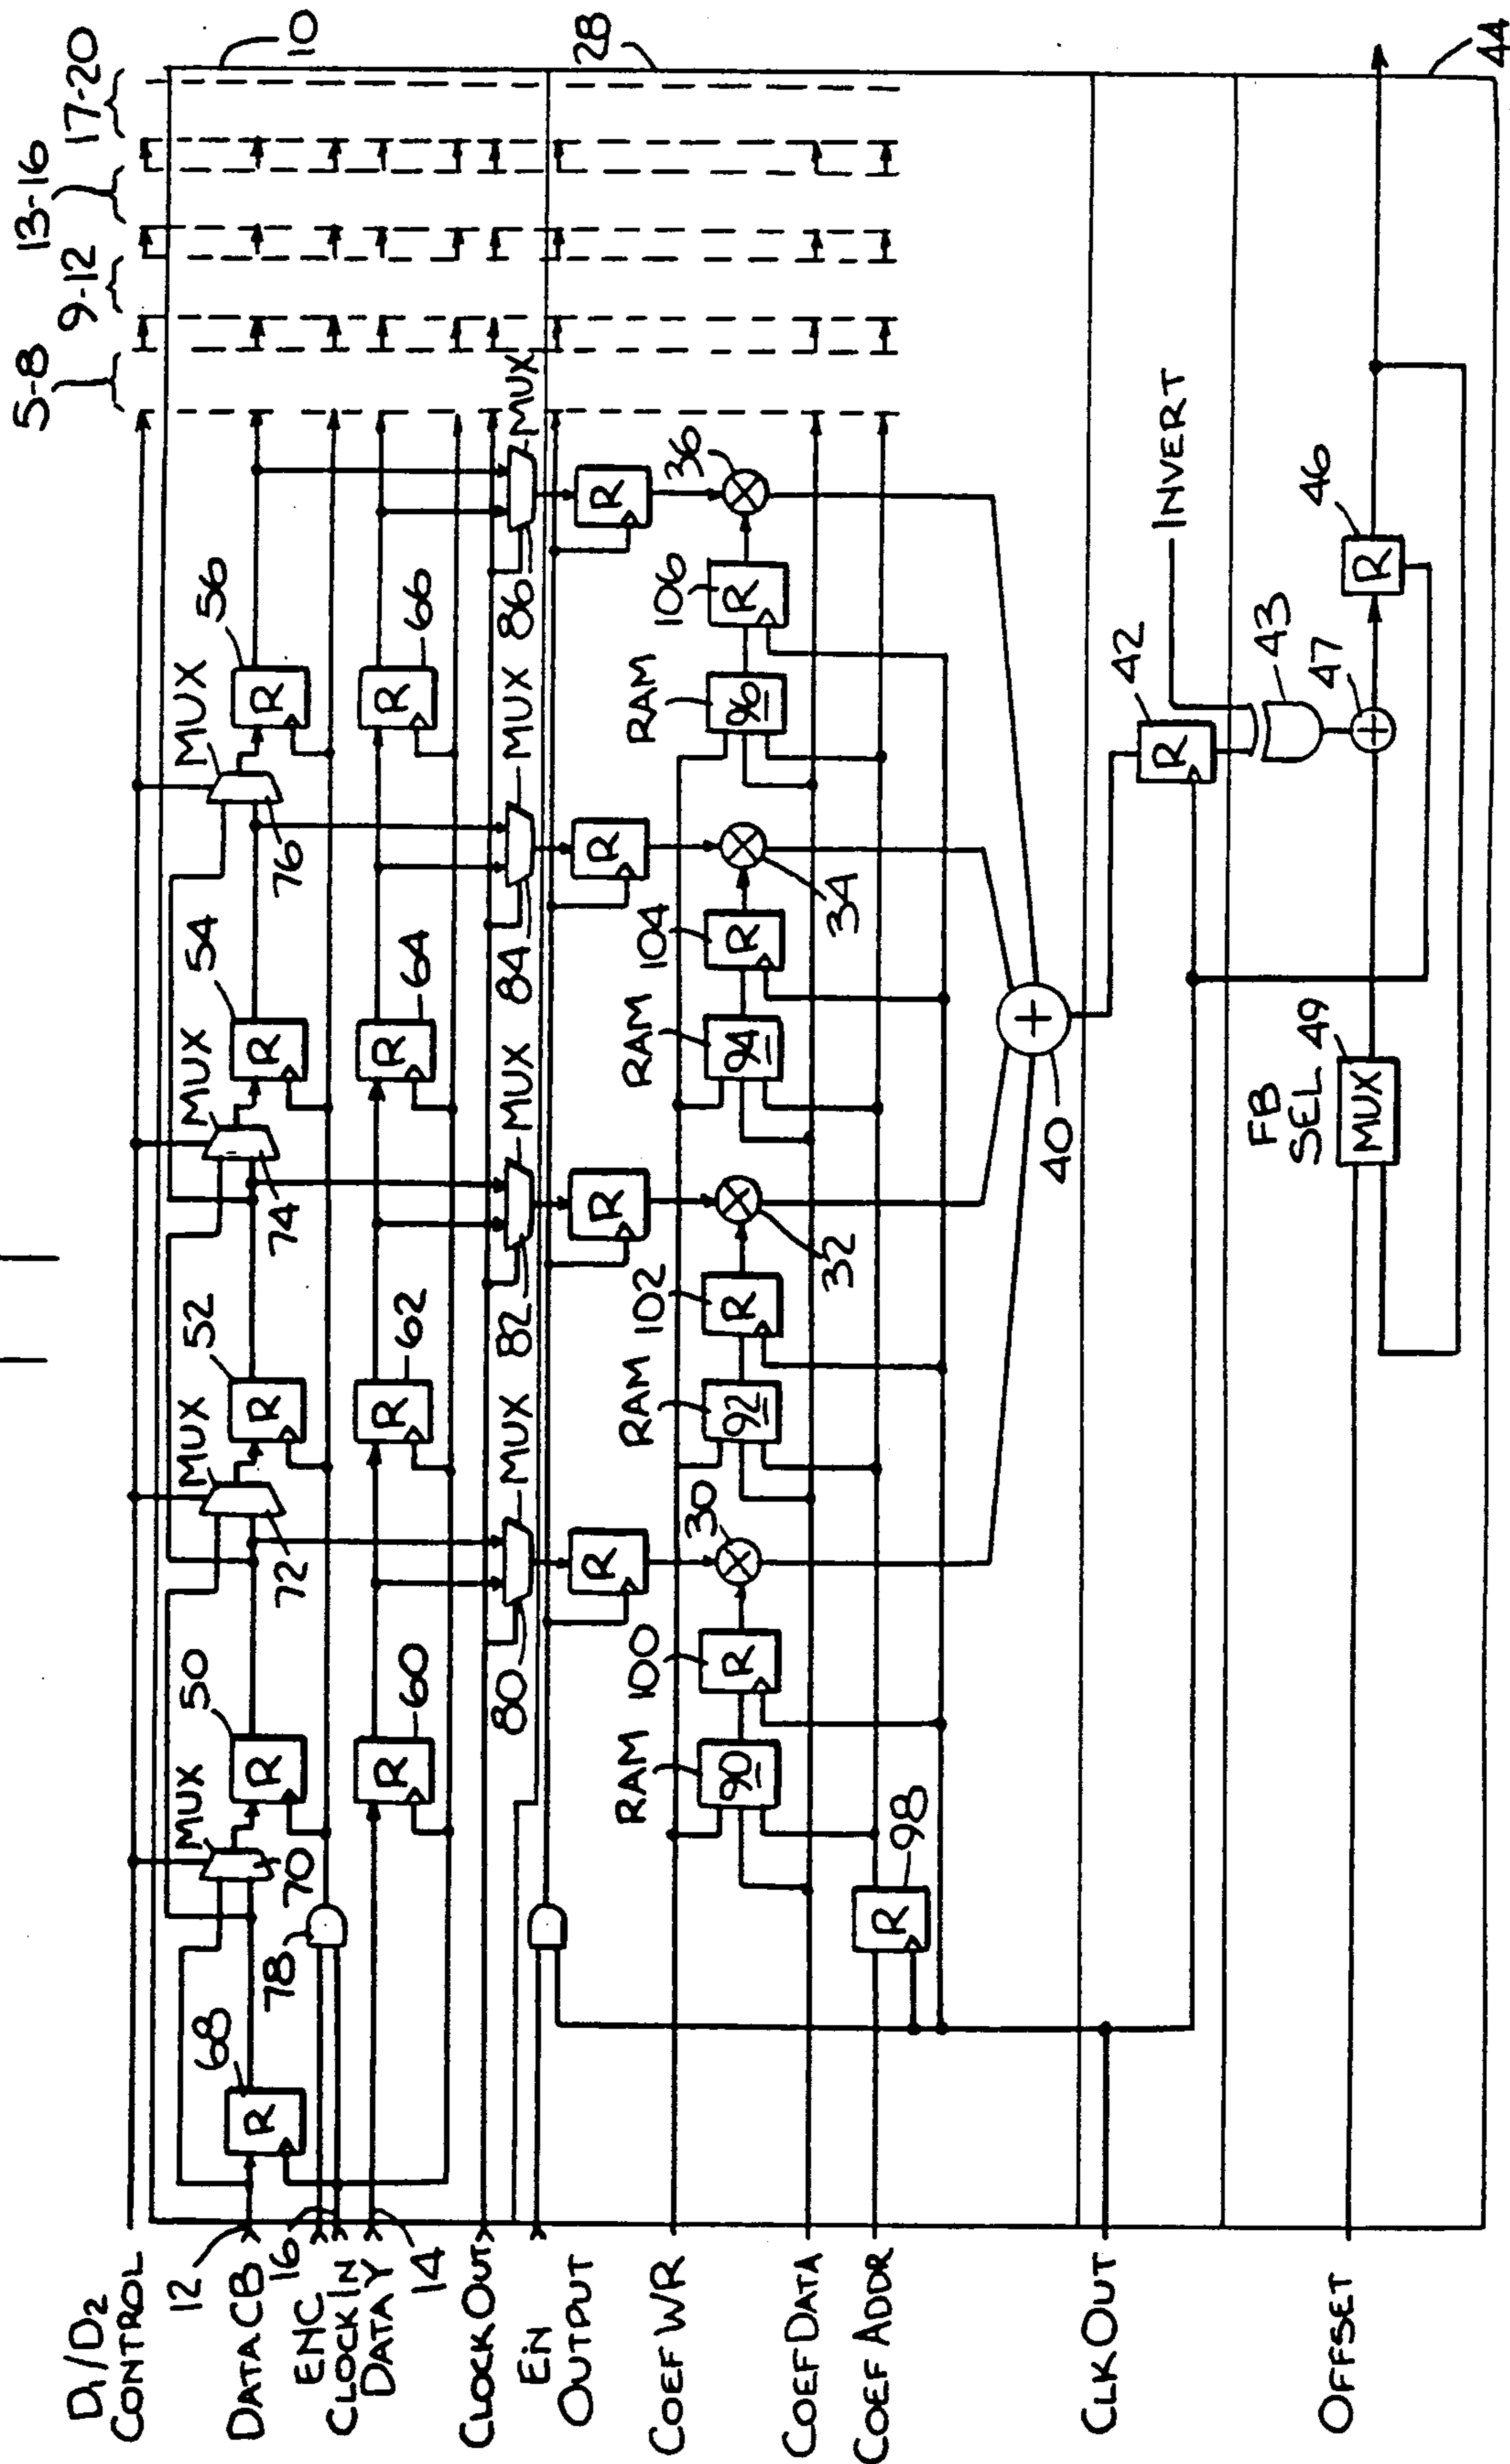 5-8
9-12
13-16
17-20
10
28
44
D1/D2
CONTROL
12
DATA CB
16
ENC
CLOCK IN
DATA Y
14
CLOCK OUT
EN
OUTPUT
COEF WR
COEF DATA
COEF ADDR
CLK OUT
OFFSET
68
R
78
MUX
70
50
R
MUX
72
52
R
MUX
74
54
R
MUX
76
56
R
60
R
62
R
64
R
66
R
80
MUX
82
MUX
84
MUX
86
MUX
R
R
R
R
RAM
90
100
R
30
RAM
92
102
R
32
RAM
94
104
R
34
RAM
96
106
R
36
98
R
40
42
R
INVERT
43
47
46
R
FB
SEL
49
MUX